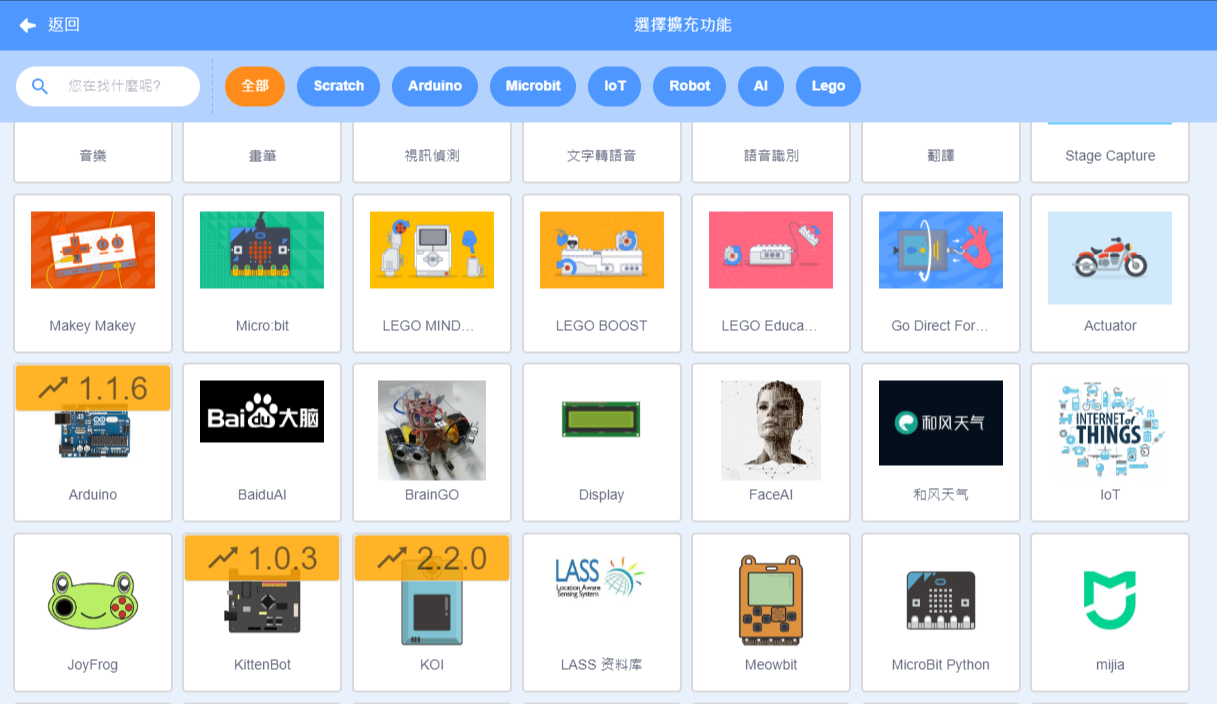 返回
選擇擴充功能
您在找什麼呢?
全部
Scratch
Arduino
Microbit
IoT
Robot
AI
Lego
音樂
畫筆
視訊偵測
文字轉語音
語音識別
翻譯
Stage Capture
Makey Makey
Micro:bit
LEGO MIND...
LEGO BOOST
LEGO Educa...
Go Direct For...
Actuator
1.1.6
Arduino
Baidu大脑
BaiduAI
BrainGO
Display
FaceAI
和风天气
和风天气
INTERNET of
THINGS
IoT
JoyFrog
1.0.3
KittenBot
2.2.0
KOI
LASS
Location Aware
Sensing System
LASS 资料库
Meowbit
MicroBit Python
mijia